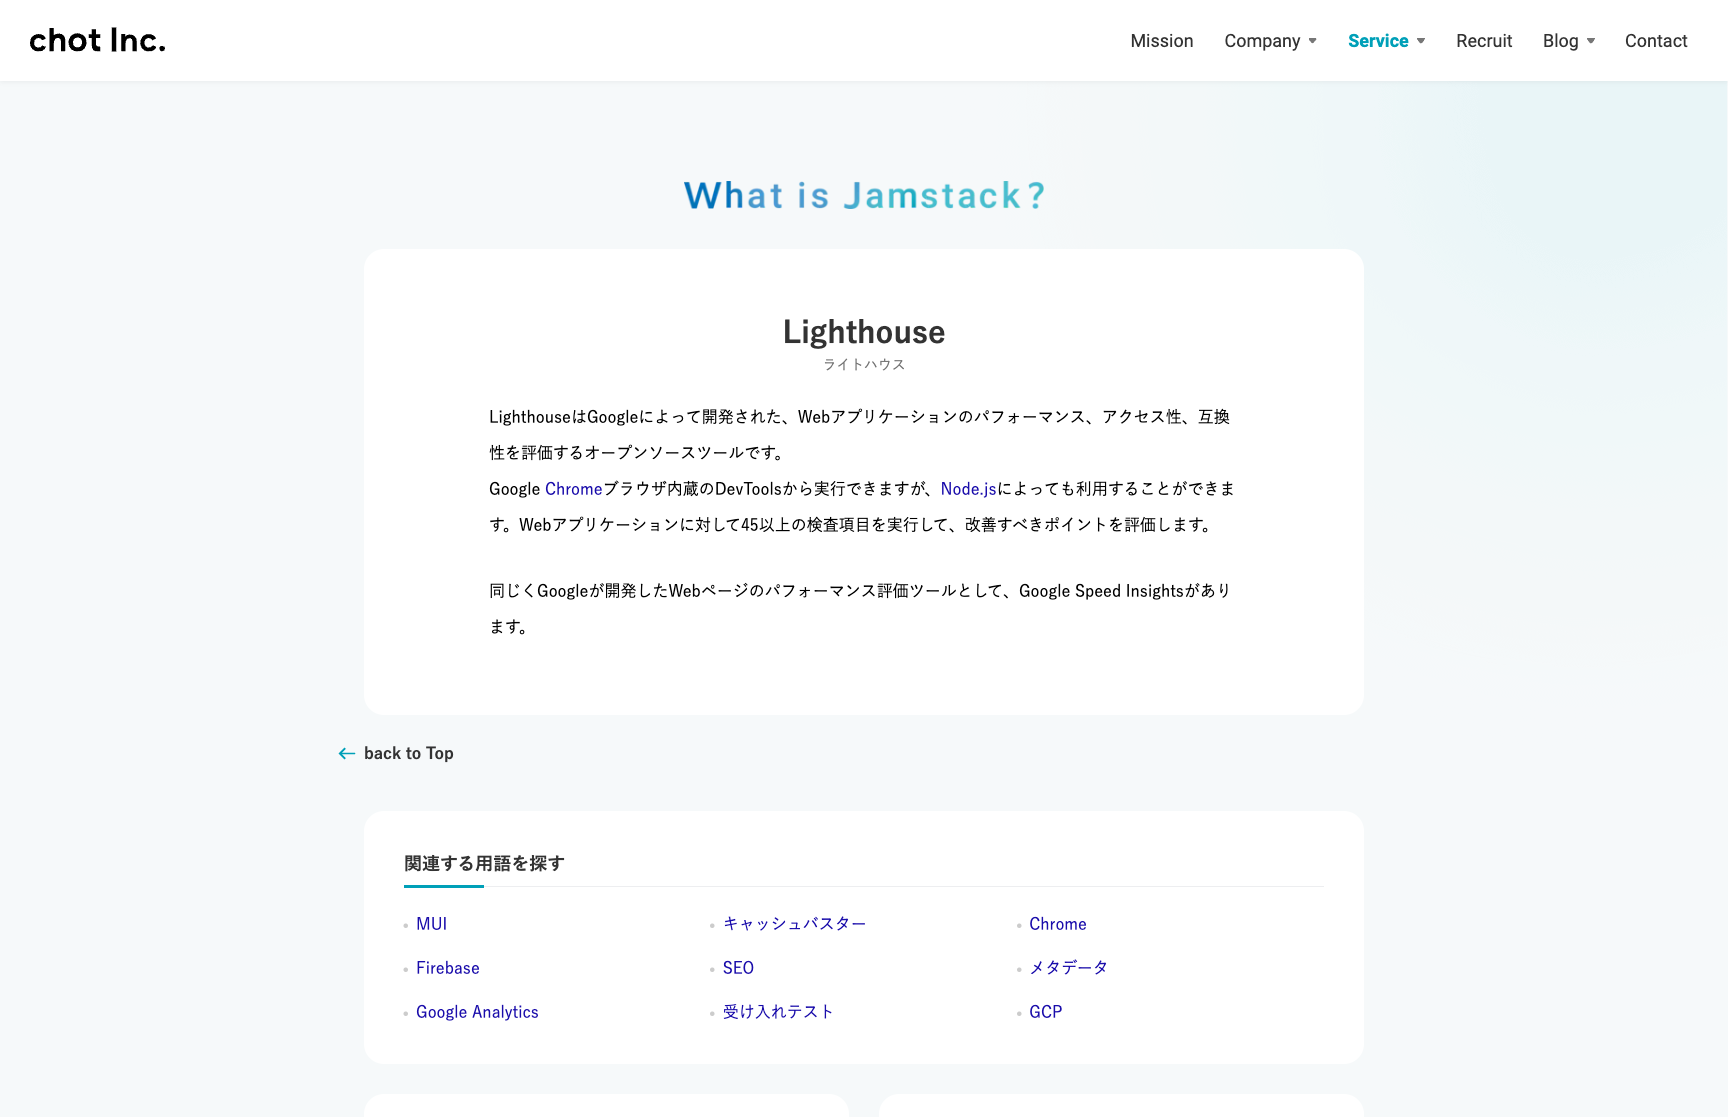 chot Inc.
Mission Company Service Recruit Blog Contact
What is Jamstack?
Lighthouse
ライトハウス
LighthouseはGoogleによって開発された、Webアプリケーションのパフォーマンス、アクセス性、互換
性を評価するオープンソースツールです。
Google Chromeブラウザ内蔵のDevToolsから実行できますが、Node.jsによっても利用することができま
す。Webアプリケーションに対して45以上の検査項目を実行して、改善すべきポイントを評価します。
同じくGoogleが開発したWebページのパフォーマンス評価ツールとして、Google Speed Insightsがあり
ます。
back to Top
関連する用語を探す
MUI キャッシュバスター Chrome
Firebase SEO メタデータ
Google Analytics 受け入れテスト GCP